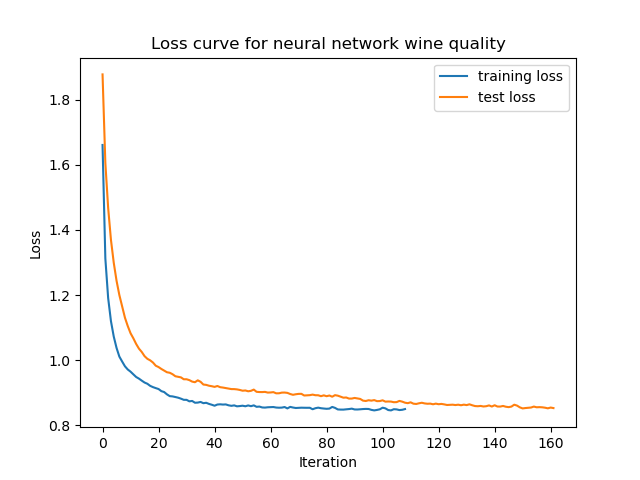 Loss curve for neural network wine quality
training loss
test loss
Loss
1.8
1.6
1.4
1.2
1.0
0.8
0 20 40 60 80 100 120 140 160
Iteration